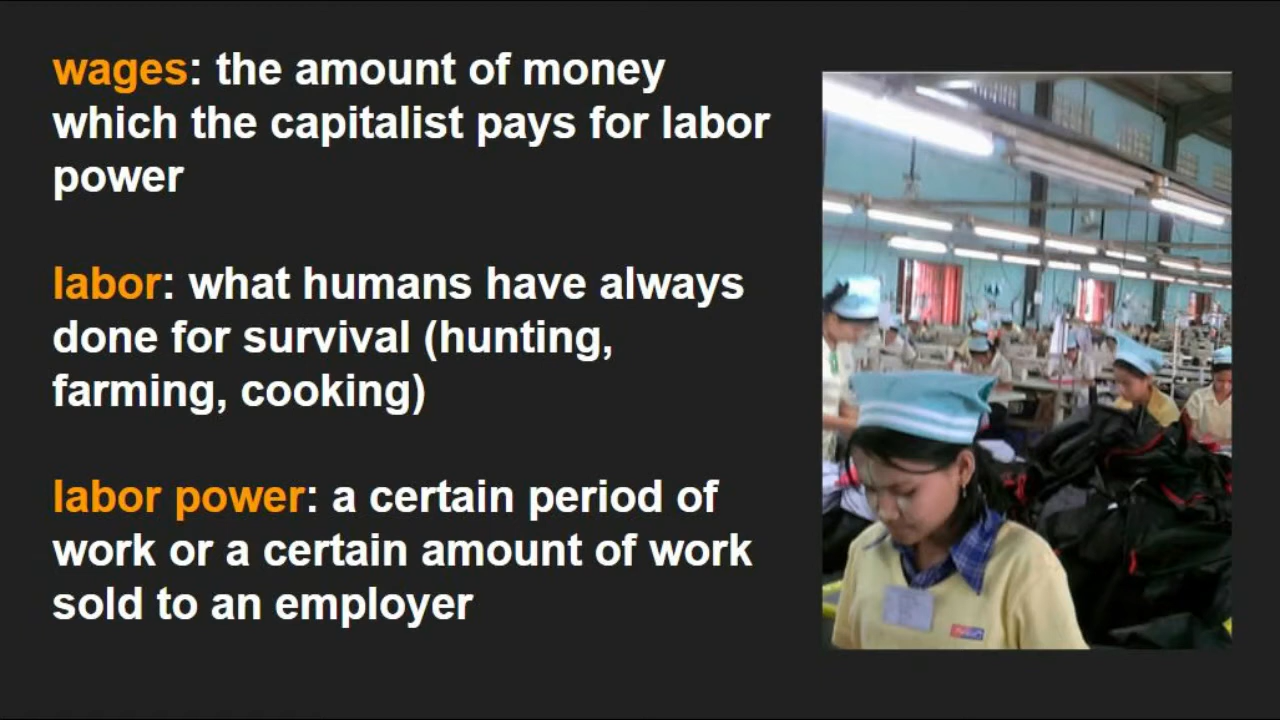 wages: the amount of money
which the capitalist pays for labor
power
labor: what humans have always
done for survival (hunting,
farming, cooking)
labor power: a certain period of
work or a certain amount of work
sold to an employer